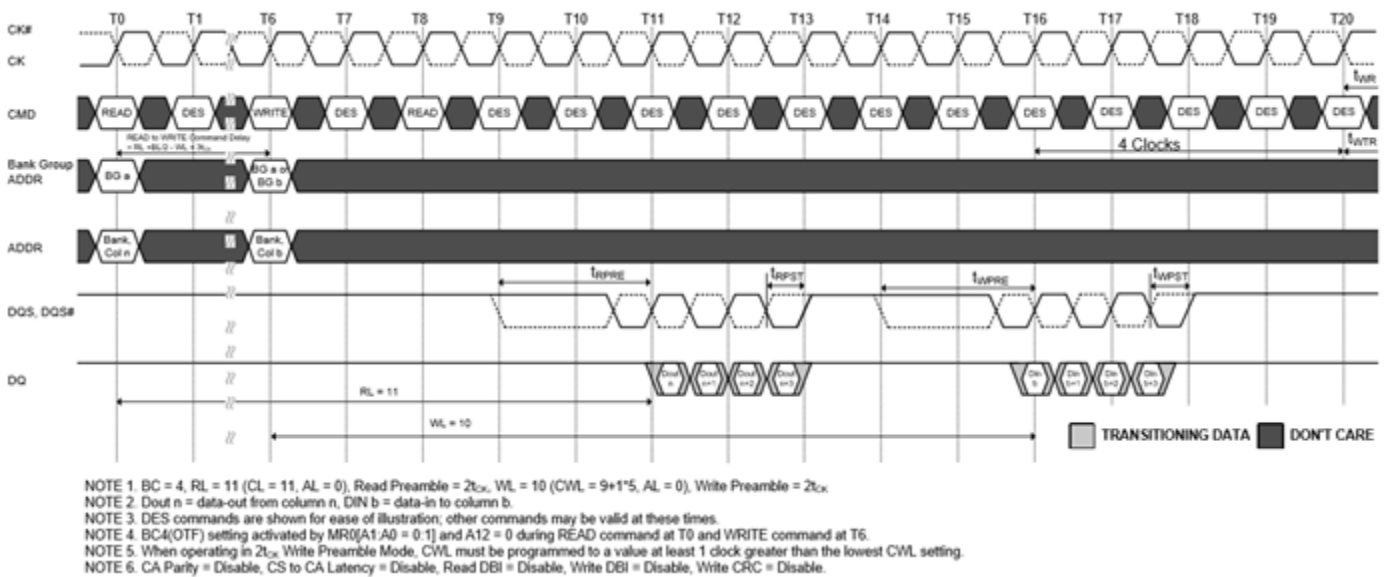 T0 T1 T6 T7 T8 T9 T10 T11 T12 T13 T14 T15 T16 T17 T18 T19 T20
CK#
CK
tWR
CMD READ DES WRITE DES READ DES DES DES DES DES DES DES DES DES DES DES DES
READ to WRITE Command Delay
4 Clocks
tWTR
Bank Group
ADDR
BG a
BG a or
BG b
ADDR
Bank,
Col n
Bank,
Col b
tRPRE tRPST tWPRE tWPST
DQS, DQS#
DQ
Dout
n
Dout
n+1
Dout
n+2
Dout
n+3
Din
b
Din
b+1
Din
b+2
Din
b+3
RL = 11
WL = 10
TRANSITIONING DATA DON'T CARE
NOTE 1. BC = 4, RL = 11 (CL = 11, AL = 0), Read Preamble = 2tCK, WL = 10 (CWL = 9+1*5, AL = 0), Write Preamble = 2tCK
NOTE 2. Dout n = data-out from column n, DIN b = data-in to column b.
NOTE 3. DES commands are shown for ease of illustration; other commands may be valid at these times.
NOTE 4. BC4(OTF) setting activated by MR0[A1:A0 = 0:1] and A12 = 0 during READ command at T0 and WRITE command at T6.
NOTE 5. When operating in 2tCK Write Preamble Mode, CWL must be programmed to a value at least 1 clock greater than the lowest CWL setting.
NOTE 6. CA Parity = Disable, CS to CA Latency = Disable, Read DBI = Disable, Write DBI = Disable, Write CRC = Disable.